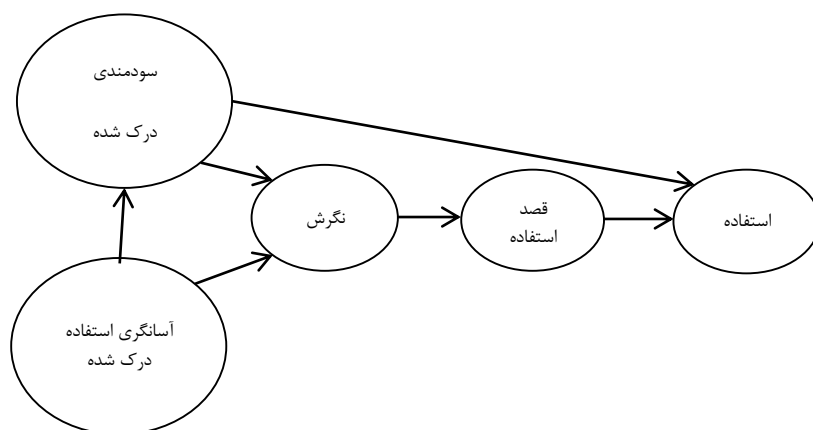 سودمندی
درک شده
نگرش
قصد
استفاده
استفاده
آسانگری استفاده
درک شده